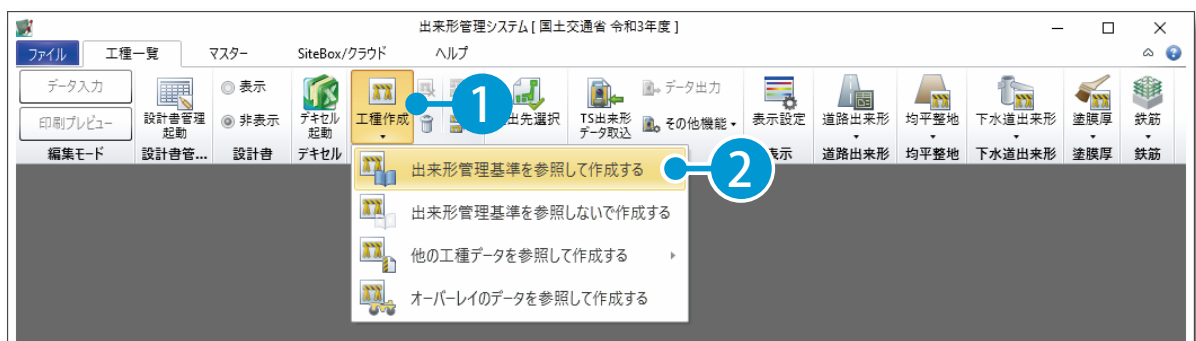 出来形管理システム[ 国土交通省 令和3年度 ]
ファイル 工種一覧 マスター SiteBox/クラウド ヘルプ
データ入力
印刷プレビュー
編集モード
設計書管理
起動
設計書管...
表示
非表示
設計書
デキセル
起動
デキセル
工種作成
1
出先選択
TS出来形
データ取込
データ出力
その他機能
表示設定
表示
道路出来形
道路出来形
均平整地
均平整地
下水道出来形
下水道出来形
塗膜厚
塗膜厚
鉄筋
鉄筋
出来形管理基準を参照して作成する
2
出来形管理基準を参照しないで作成する
他の工種データを参照して作成する
オーバーレイのデータを参照して作成する